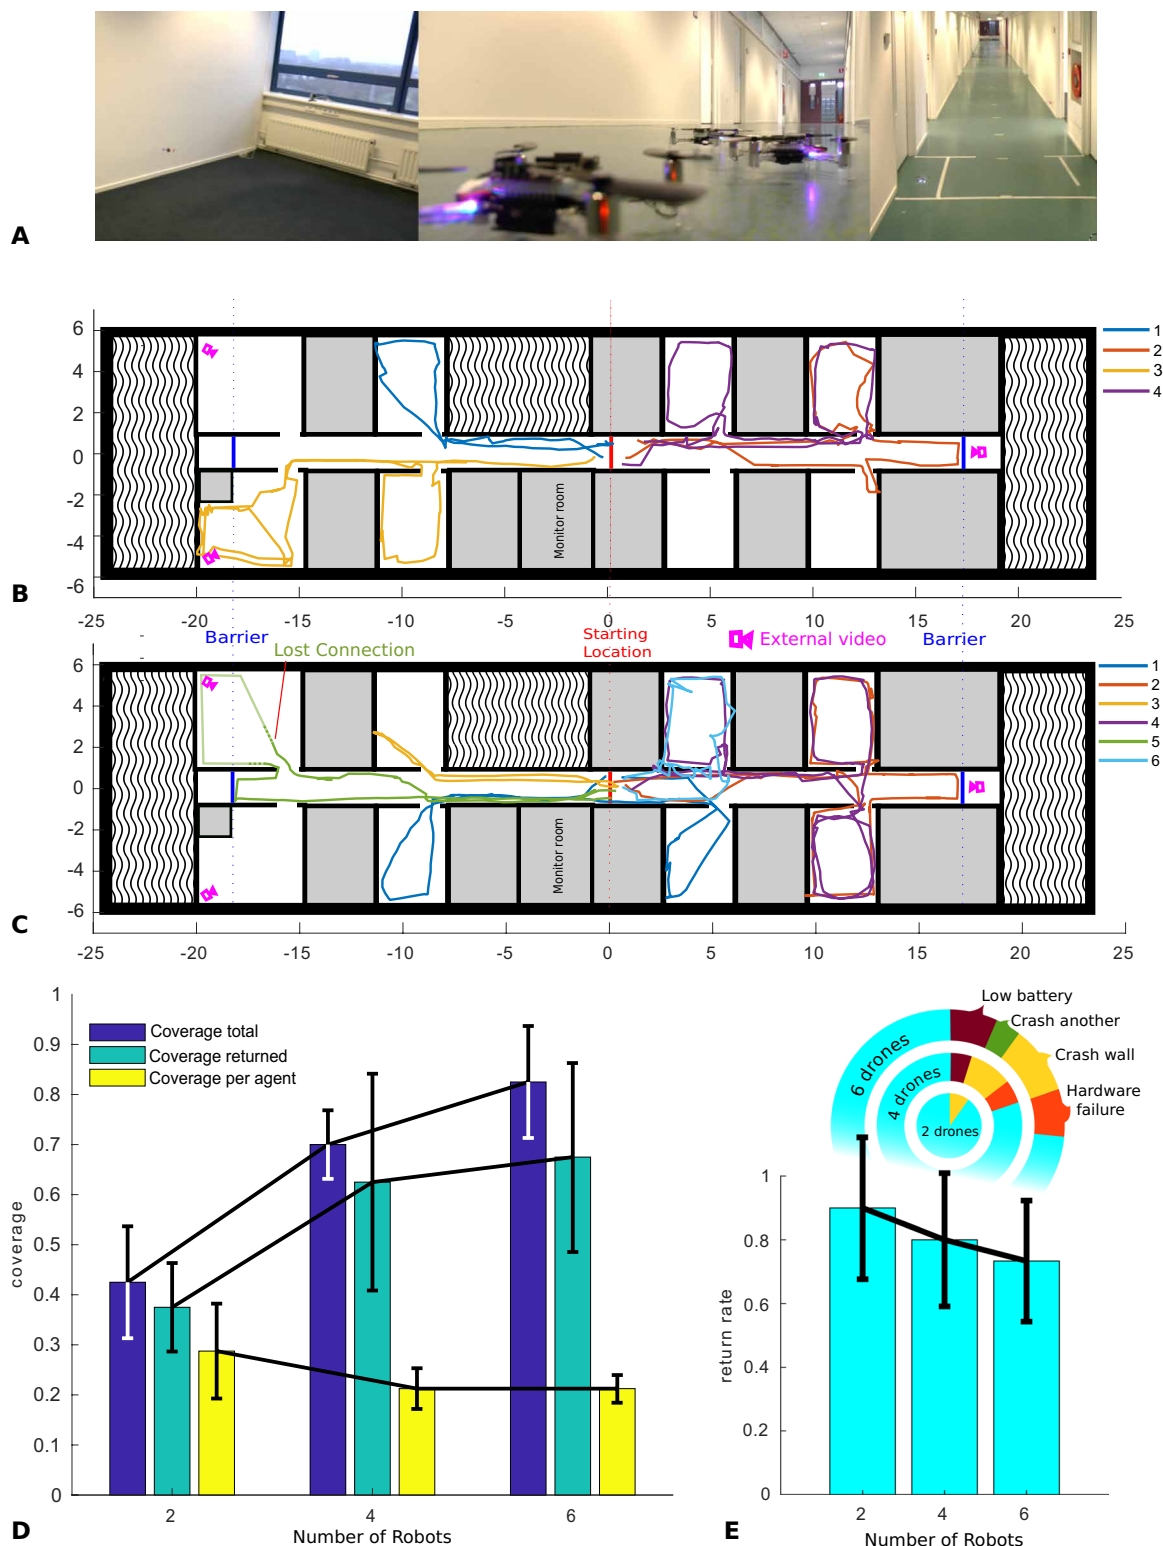 A
6
4
2
0
-2
-4
-6
1
2
3
4
Monitor room
B
-25
-20
-15
-10
-5
0
5
10
15
20
25
Barrier
Starting
Location
External video
Barrier
Lost Connection
6
4
2
0
-2
-4
-6
1
2
3
4
5
6
Monitor room
C
-25
-20
-15
-10
-5
0
5
10
15
20
25
1
0.9
0.8
0.7
0.6
0.5
0.4
0.3
0.2
0.1
0
coverage
Coverage total
Coverage returned
Coverage per agent
2
4
6
Number of Robots
D
Low battery
Crash another
Crash wall
Hardware
failure
6 drones
4 drones
2 drones
1
0.8
0.6
0.4
0.2
0
return rate
2
4
6
Number of Robots
E